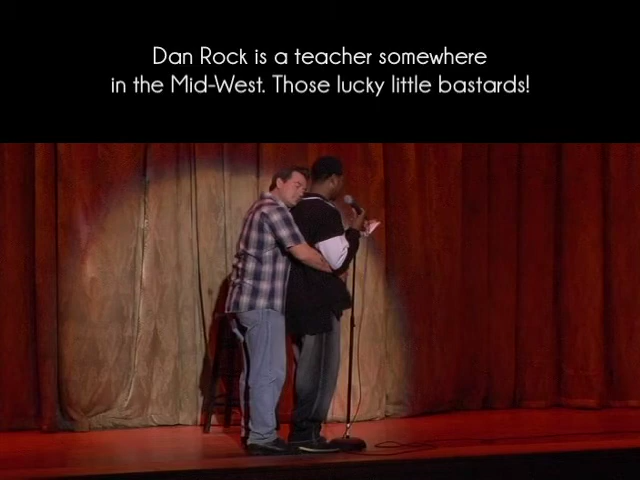 Dan Rock is a teacher somewhere
in the Mid-West. Those lucky little bastards!